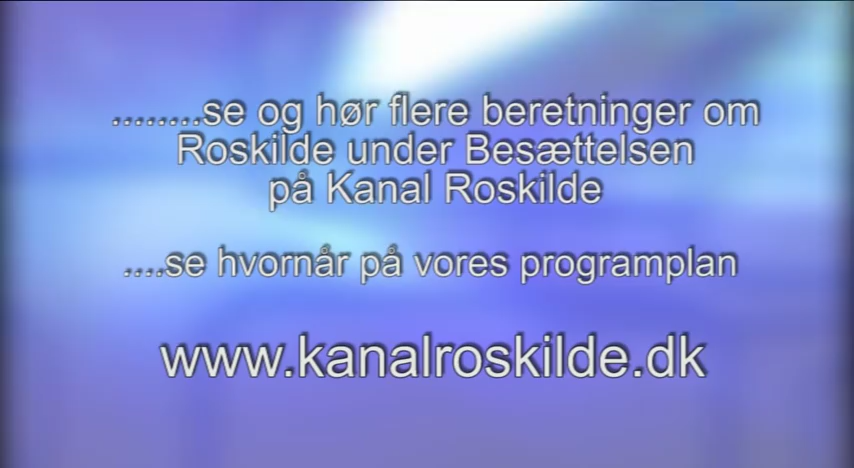 ........se og hør flere beretninger om
Roskilde under Besættelsen
på Kanal Roskilde
....se hvornår på vores programplan
www.kanalroskilde.dk